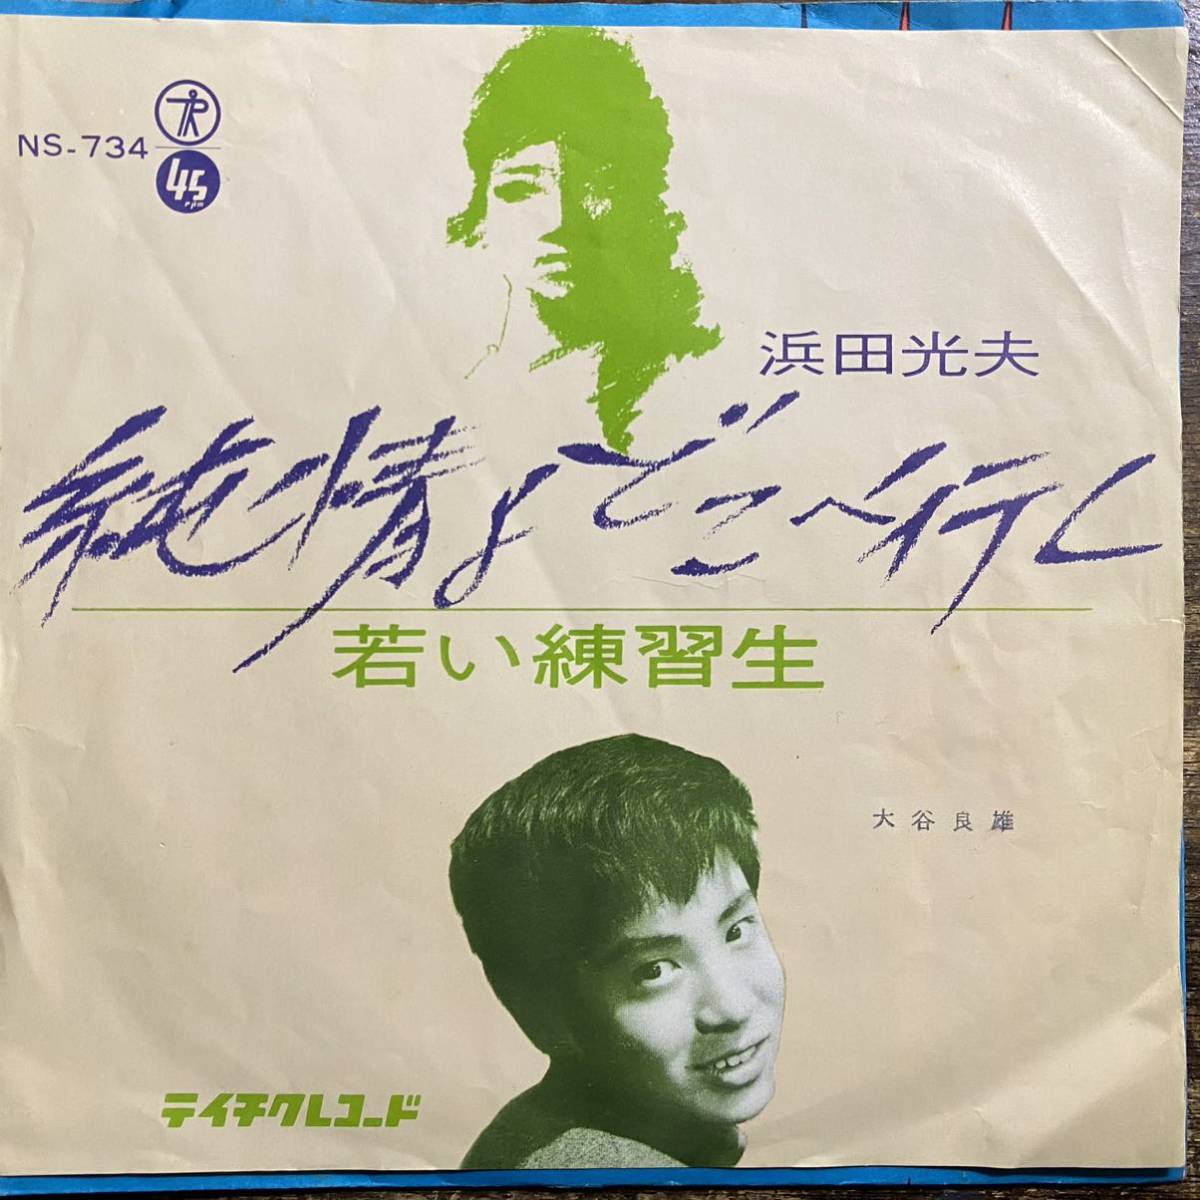 NS-734
45
rpm
浜田光夫
純情よどこへ行く
若い練習生
大谷良雄
テイチクレコード